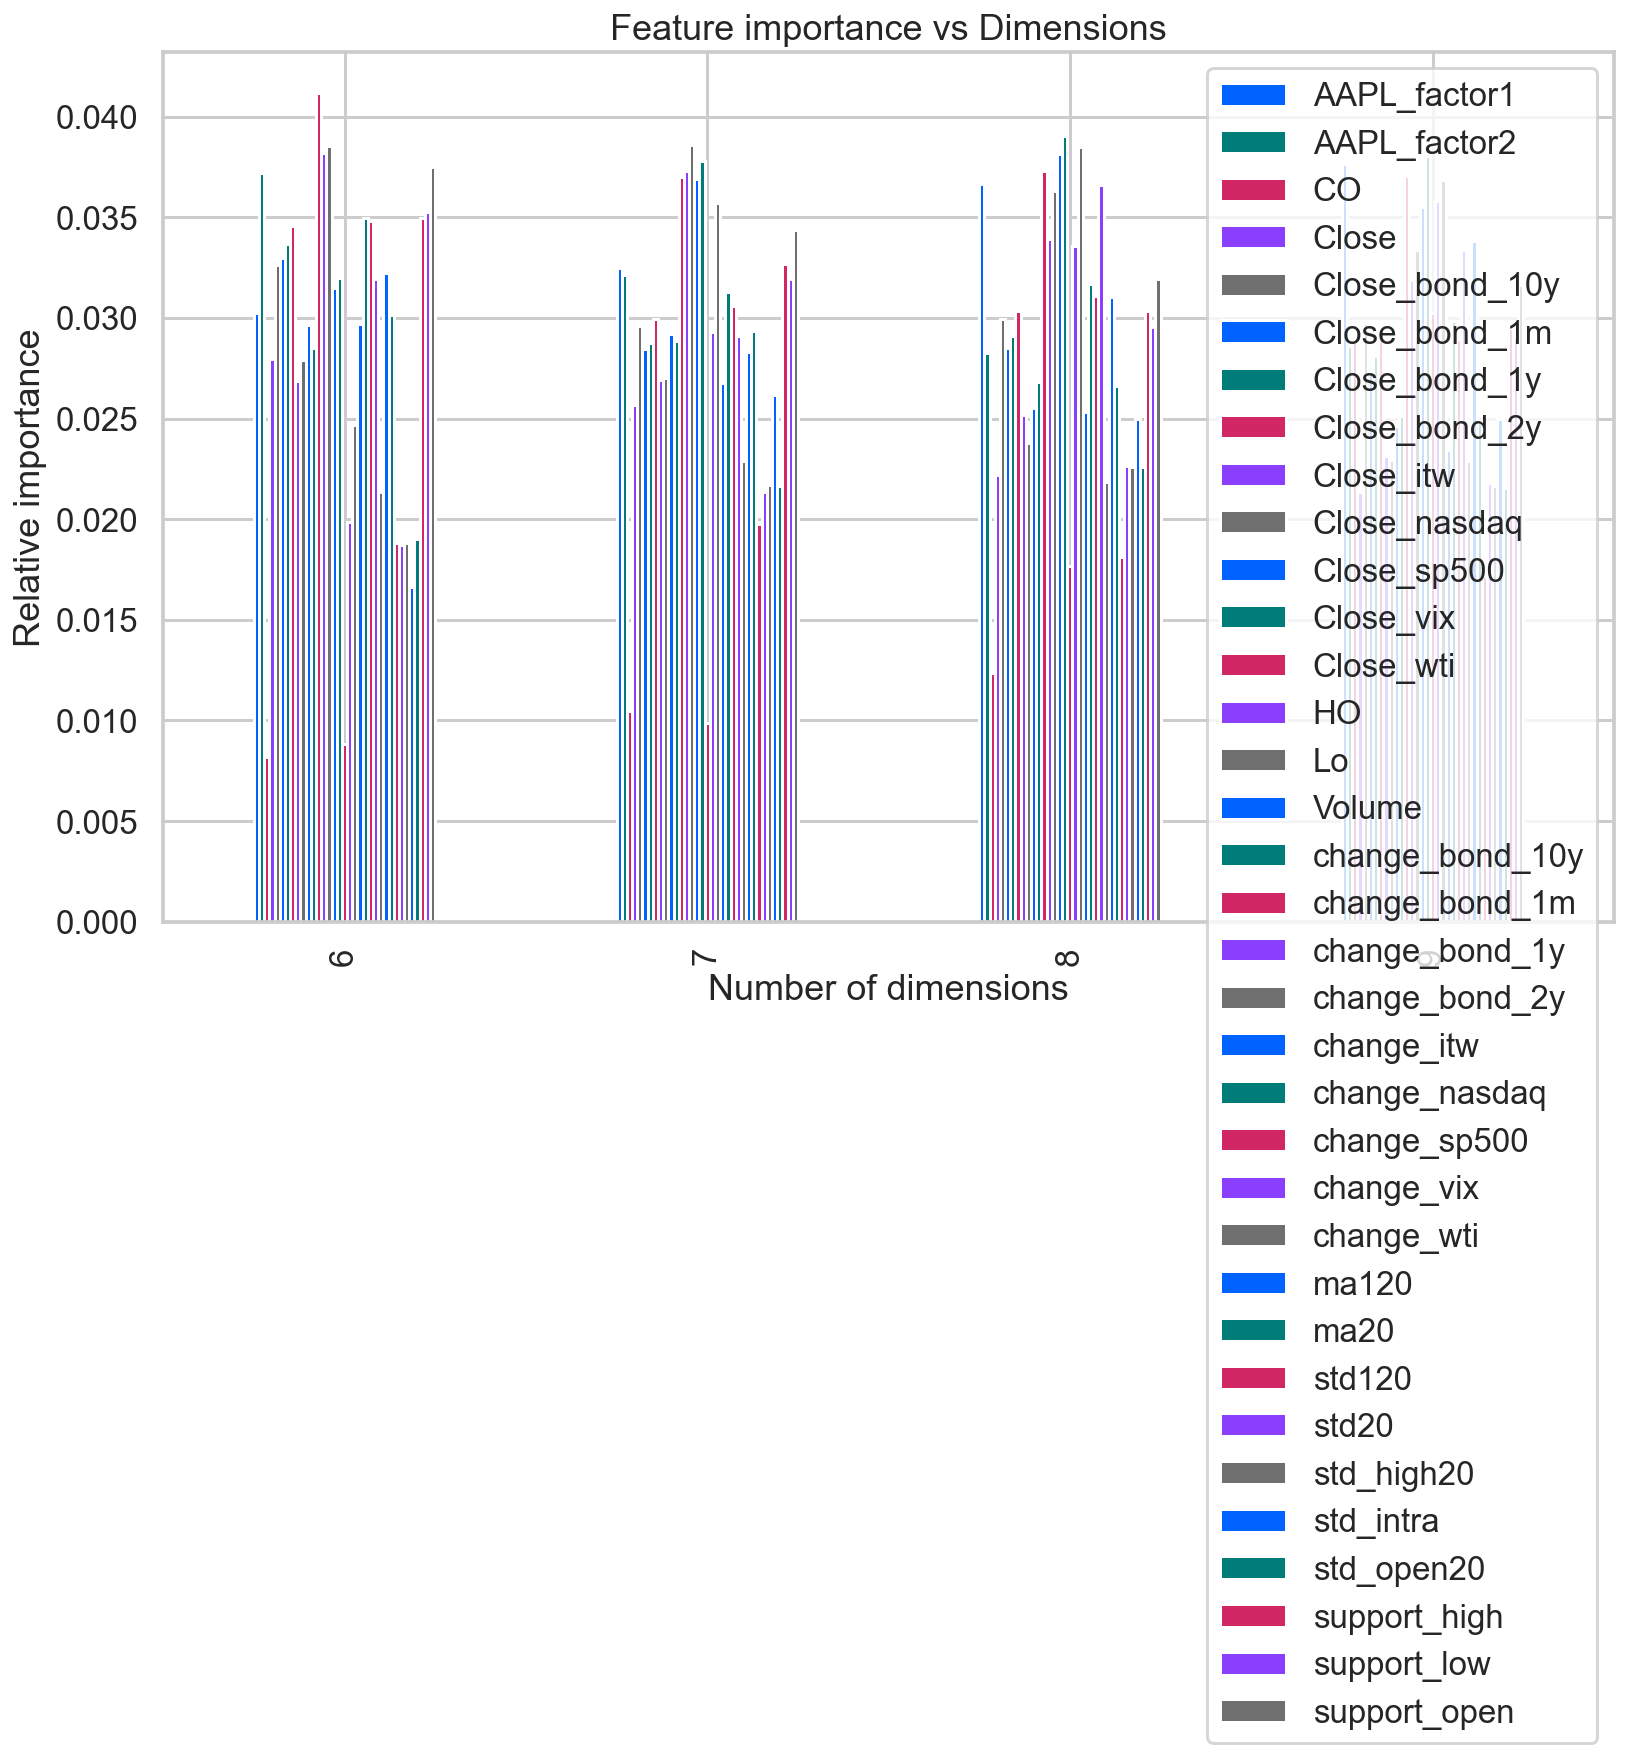 Feature importance vs Dimensions
Relative importance
0.040
0.035
0.030
0.025
0.020
0.015
0.010
0.005
0.000
6
7
8
9
Number of dimensions
AAPL_factor1
AAPL_factor2
CO
Close
Close_bond_10y
Close_bond_1m
Close_bond_1y
Close_bond_2y
Close_itw
Close_nasdaq
Close_sp500
Close_vix
Close_wti
HO
Lo
Volume
change_bond_10y
change_bond_1m
change_bond_1y
change_bond_2y
change_itw
change_nasdaq
change_sp500
change_vix
change_wti
ma120
ma20
std120
std20
std_high20
std_intra
std_open20
support_high
support_low
support_open